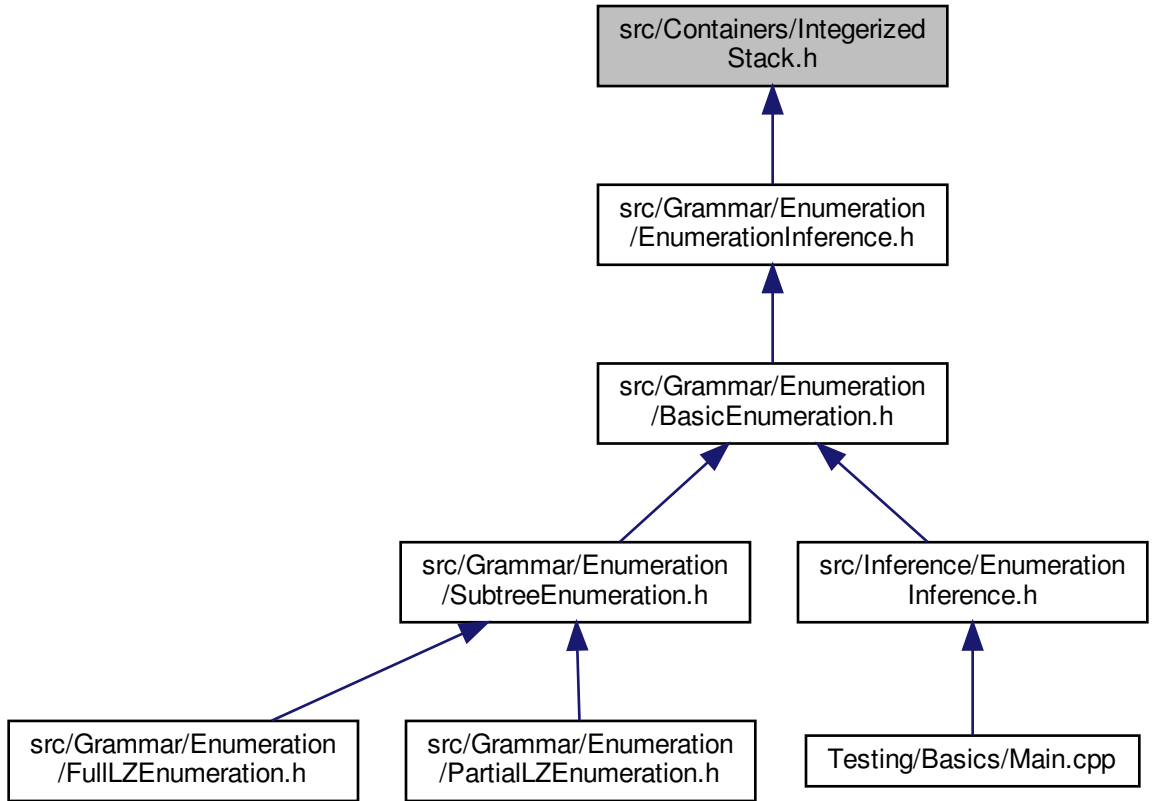 src/Containers/Integerized
Stack.h
src/Grammar/Enumeration
/EnumerationInference.h
src/Grammar/Enumeration
/BasicEnumeration.h
src/Grammar/Enumeration
/SubtreeEnumeration.h
src/Inference/Enumeration
Inference.h
src/Grammar/Enumeration
/FullLZEnumeration.h
src/Grammar/Enumeration
/PartialLZEnumeration.h
Testing/Basics/Main.cpp